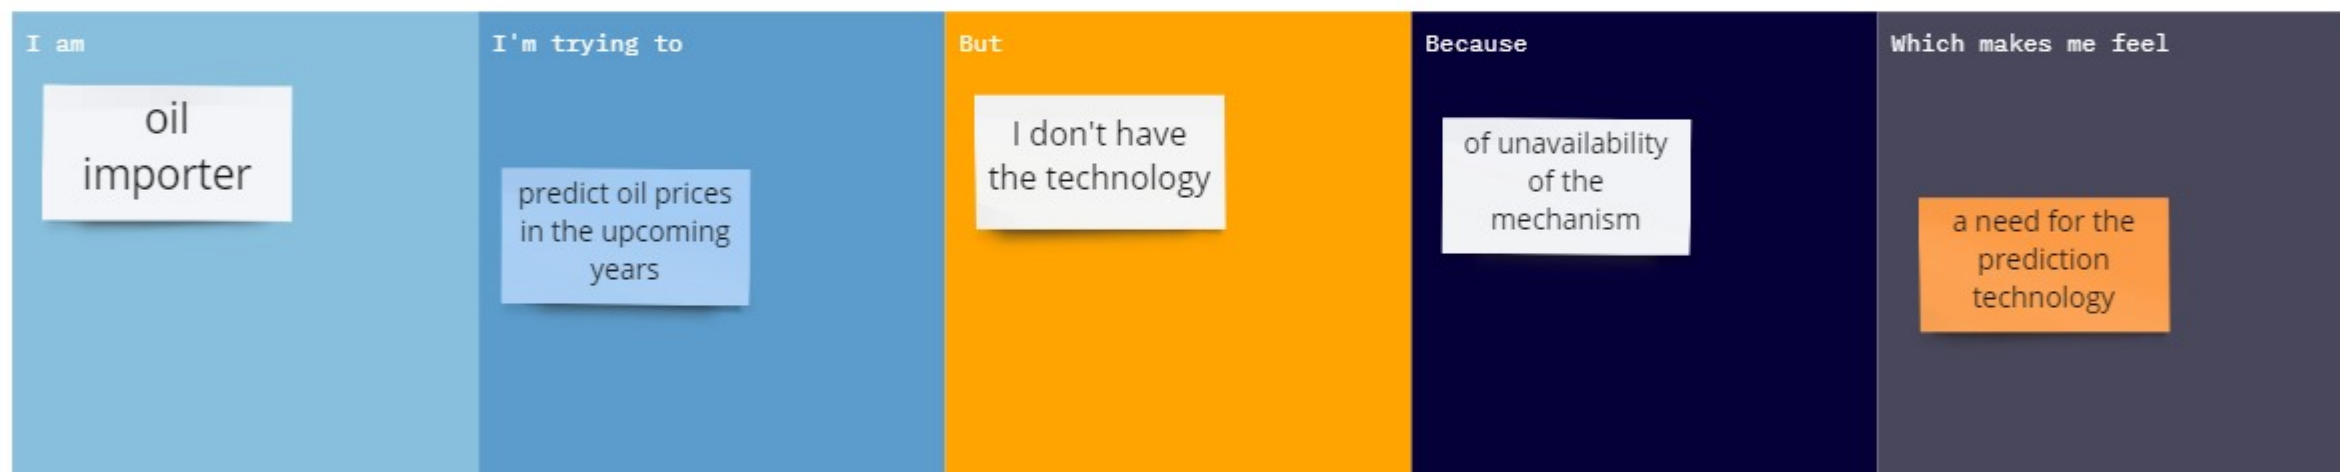 I am
oil
importer
I'm trying to
predict oil prices
in the upcoming
years
But
I don't have
the technology
Because
of unavailability
of the
mechanism
Which makes me feel
a need for the
prediction
technology